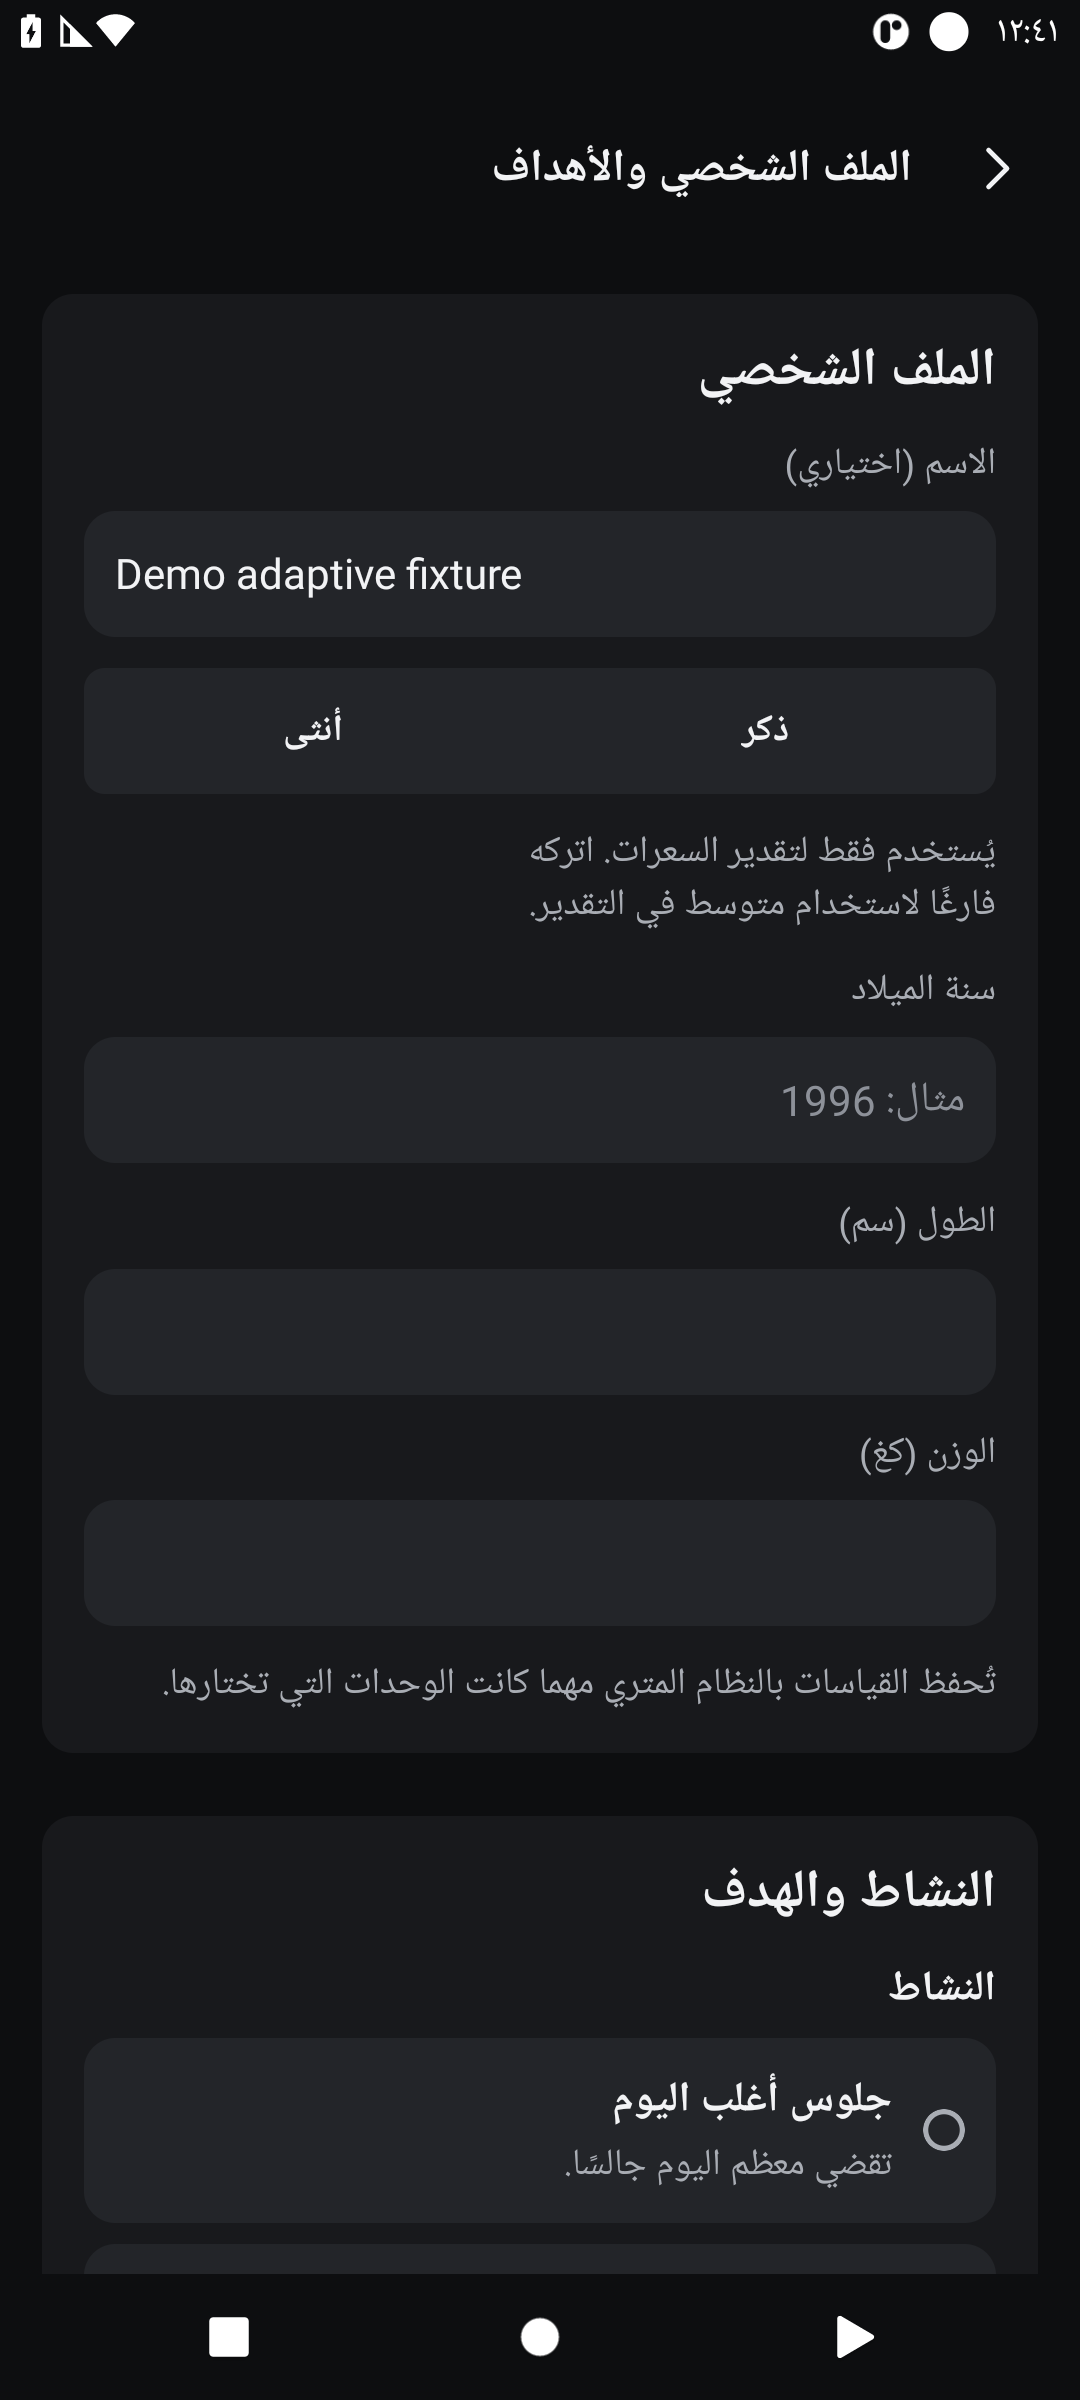 ١٢:٤١
الملف الشخصي والأهداف
الملف الشخصي
الاسم (اختياري)
Demo adaptive fixture
ذكر
أنثى
يُستخدم فقط لتقدير السعرات. اتركه
فارغًا لاستخدام متوسط في التقدير.
سنة الميلاد
مثال: 1996
الطول (سم)
الوزن (كغ)
تُحفظ القياسات بالنظام المتري مهما كانت الوحدات التي تختارها.
النشاط والهدف
النشاط
جلوس أغلب اليوم
تقضي معظم اليوم جالسًا.